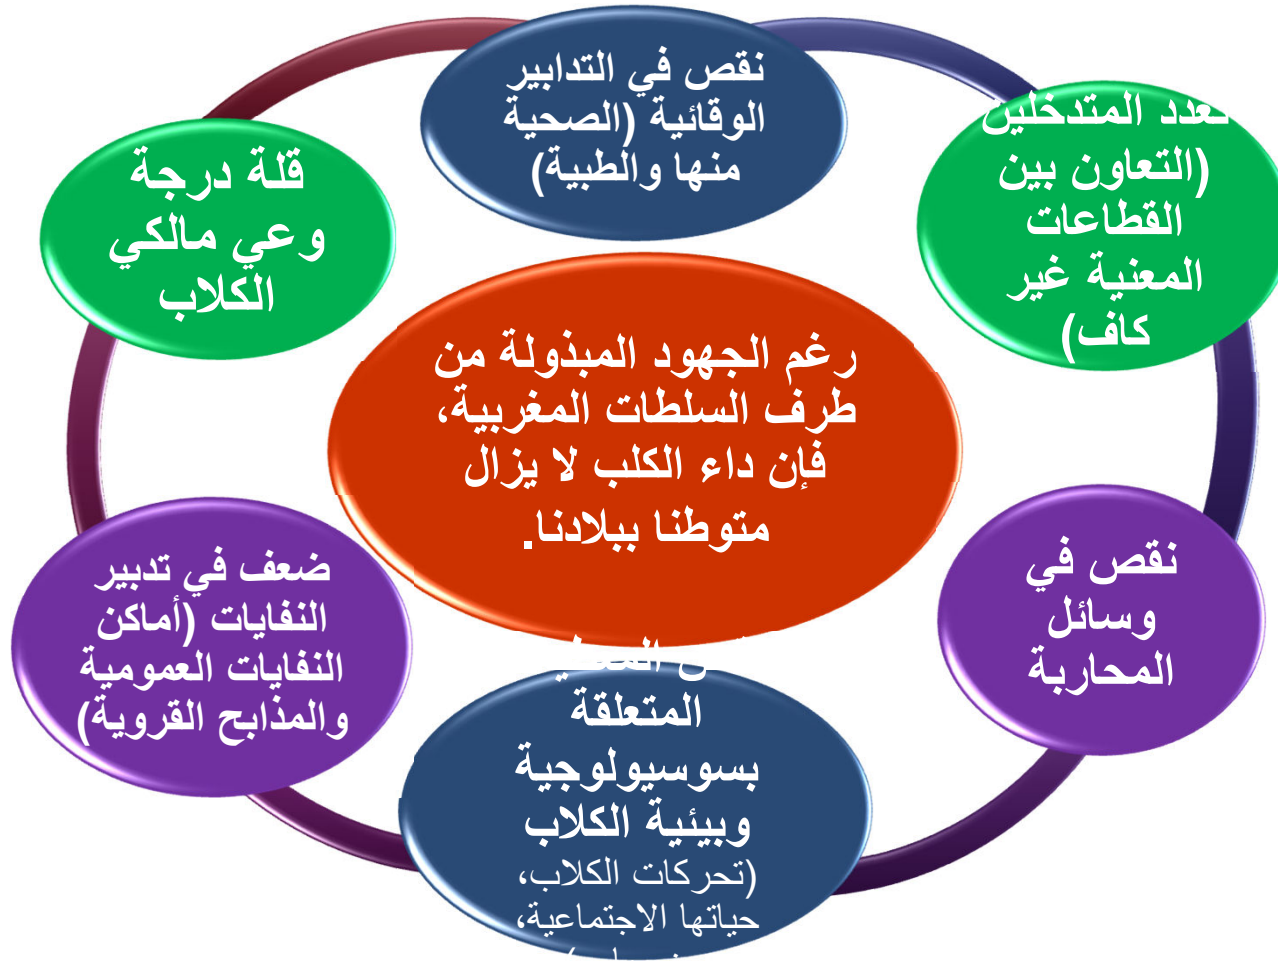 نقص في التدابير
الوقائية (الصحية
منها والطبية)
تعدد المتدخلين
(التعاون بين
القطاعات
المعنية غير
كاف)
نقص في
وسائل
المحاربة
المتعلقة
بسوسيولوجية
وبيئية الكلاب
(تحركات الكلاب،
حياتها الاجتماعية،
ضعف في تدبير
النفايات (أماكن
النفايات العمومية
والمذابح القروية)
قلة درجة
وعي مالكي
الكلاب
رغم الجهود المبذولة من
طرف السلطات المغربية،
فإن داء الكلب لا يزال
متوطنا ببلادنا.